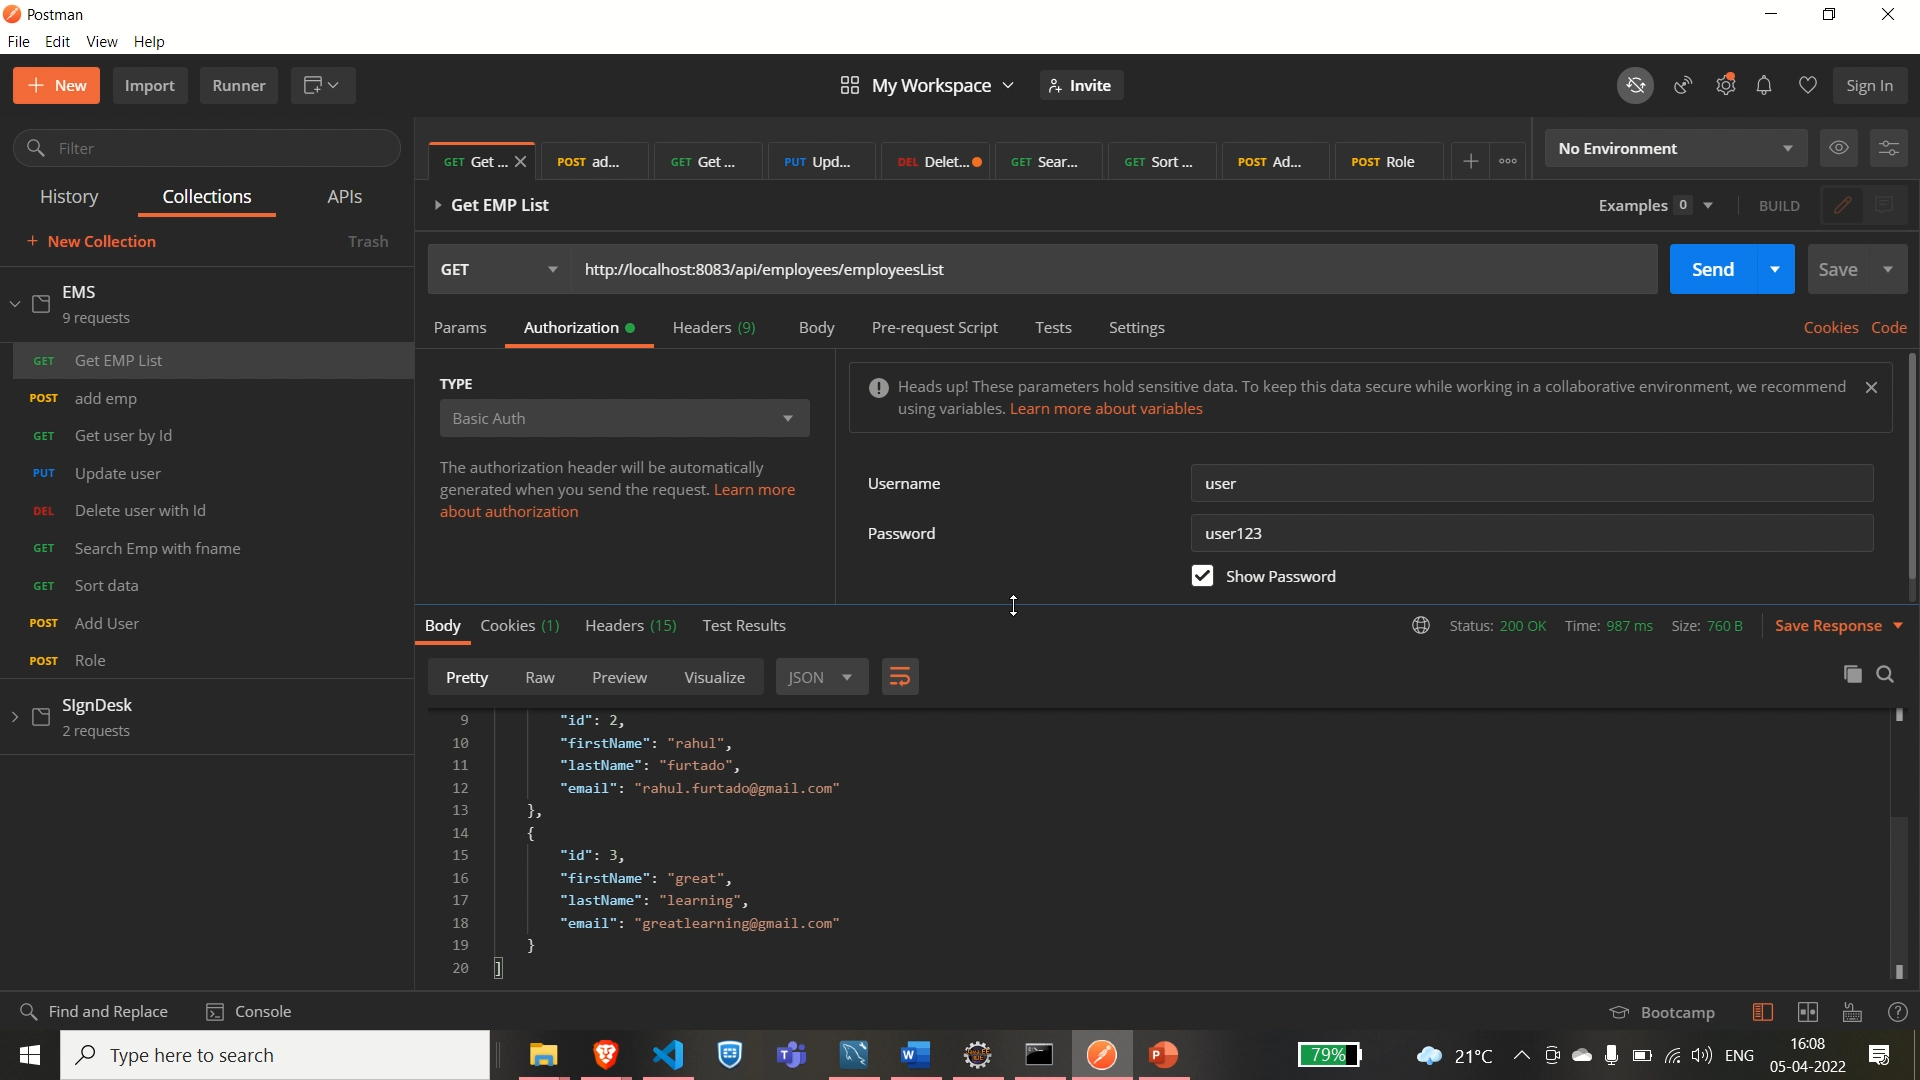 Postman
File Edit View Help
+ New Import Runner
My Workspace
Invite
Sign In
Filter
History Collections APIs
+ New Collection Trash
EMS
9 requests
GET Get EMP List
POST add emp
GET Get user by Id
PUT Update user
DEL Delete user with Id
GET Search Emp with fname
GET Sort data
POST Add User
POST Role
SIgnDesk
2 requests
GET Get ... POST ad... GET Get ... PUT Upd... DEL Delet... GET Sear... GET Sort ... POST Ad... POST Role
No Environment
Get EMP List
Examples 0 BUILD
GET http://localhost:8083/api/employees/employeesList
Send Save
Params Authorization Headers (9) Body Pre-request Script Tests Settings
Cookies Code
TYPE
Basic Auth
The authorization header will be automatically
generated when you send the request. Learn more
about authorization
Heads up! These parameters hold sensitive data. To keep this data secure while working in a collaborative environment, we recommend
using variables. Learn more about variables
Username user
Password user123
Show Password
Body Cookies (1) Headers (15) Test Results
Status: 200 OK Time: 987 ms Size: 760 B Save Response
Pretty Raw Preview Visualize JSON
9 "id": 2,
10 "firstName": "rahul",
11 "lastName": "furtado",
12 "email": "rahul.furtado@gmail.com"
13 },
14 {
15 "id": 3,
16 "firstName": "great",
17 "lastName": "learning",
18 "email": "greatlearning@gmail.com"
19 }
20 ]
Find and Replace Console
Bootcamp
Type here to search
79%
21°C
ENG
16:08
05-04-2022